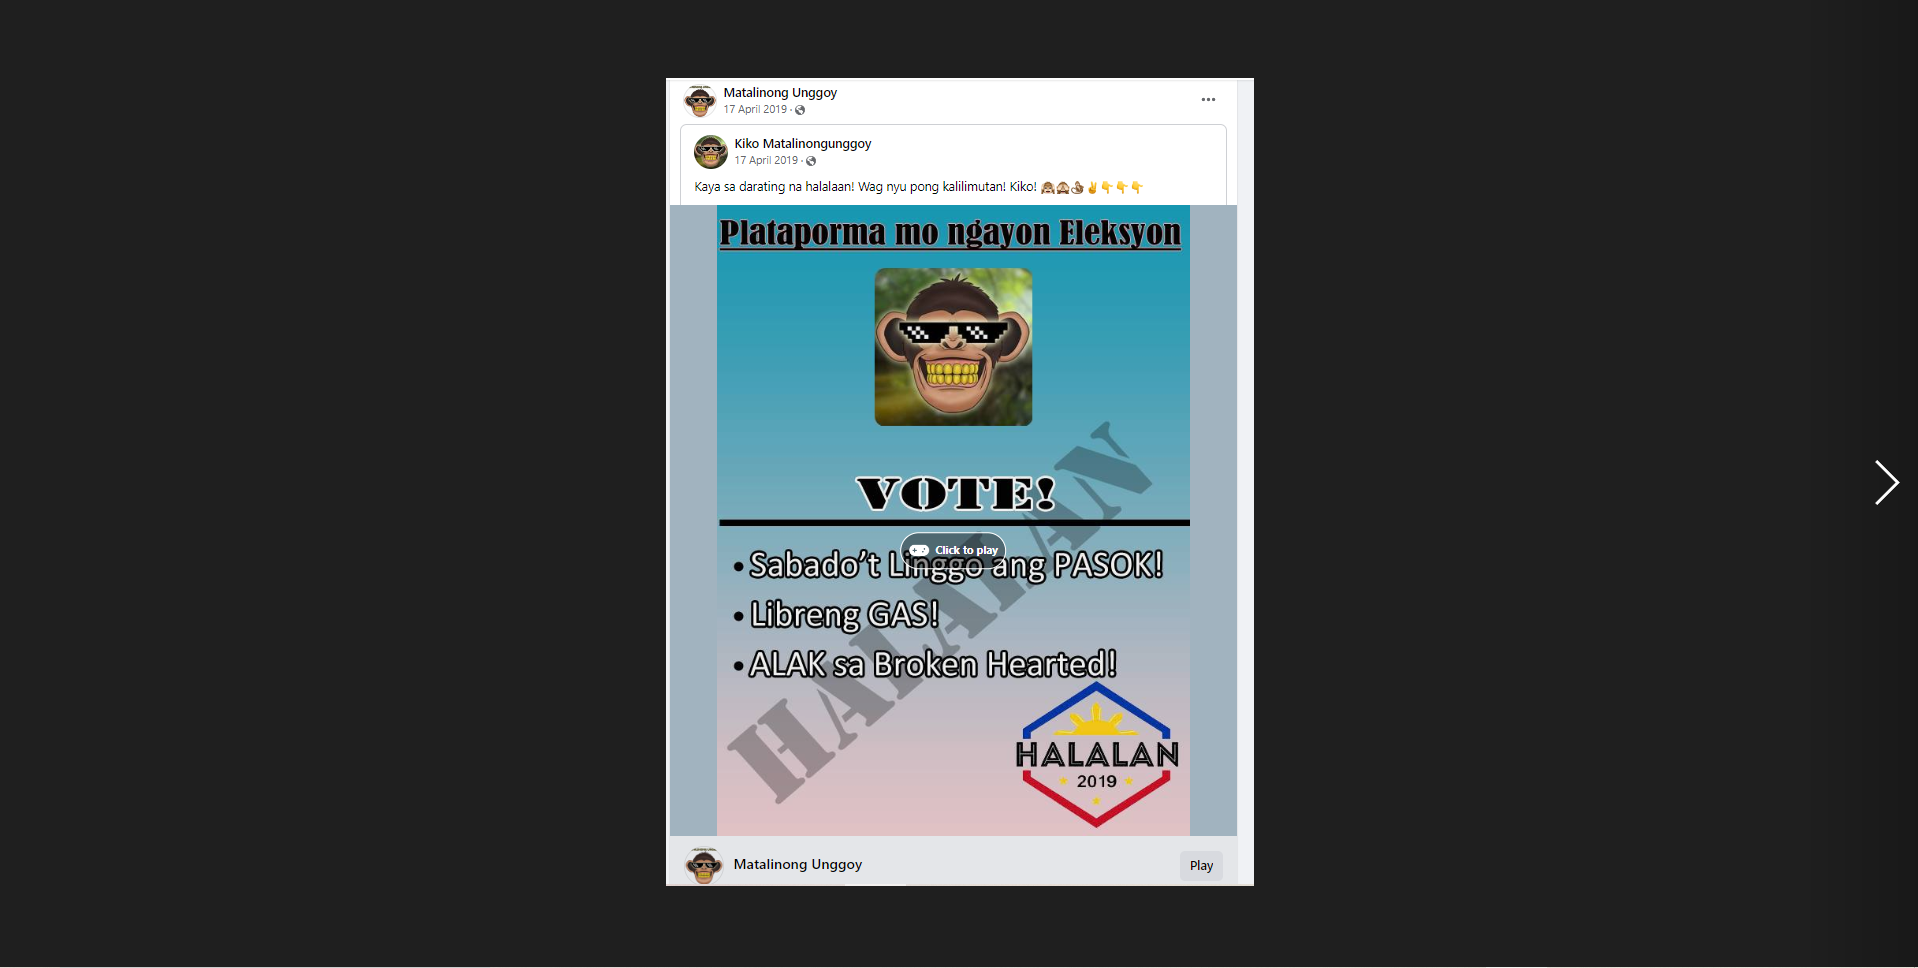 Matalinong Unggoy
17 April 2019 ·
Kiko Matalinongunggoy
17 April 2019 ·
Kaya sa darating na halalaan! Wag nyu pong kalilimutan! Kiko! 🙈🙈🐒✌👇👇👇
Plataporma mo ngayon Eleksyon
VOTE!
Click to play
• Sabado't Linggo ang PASOK!
• Libreng GAS!
• ALAK sa Broken Hearted!
HALALAN
HALALAN
2019
Matalinong Unggoy
Play